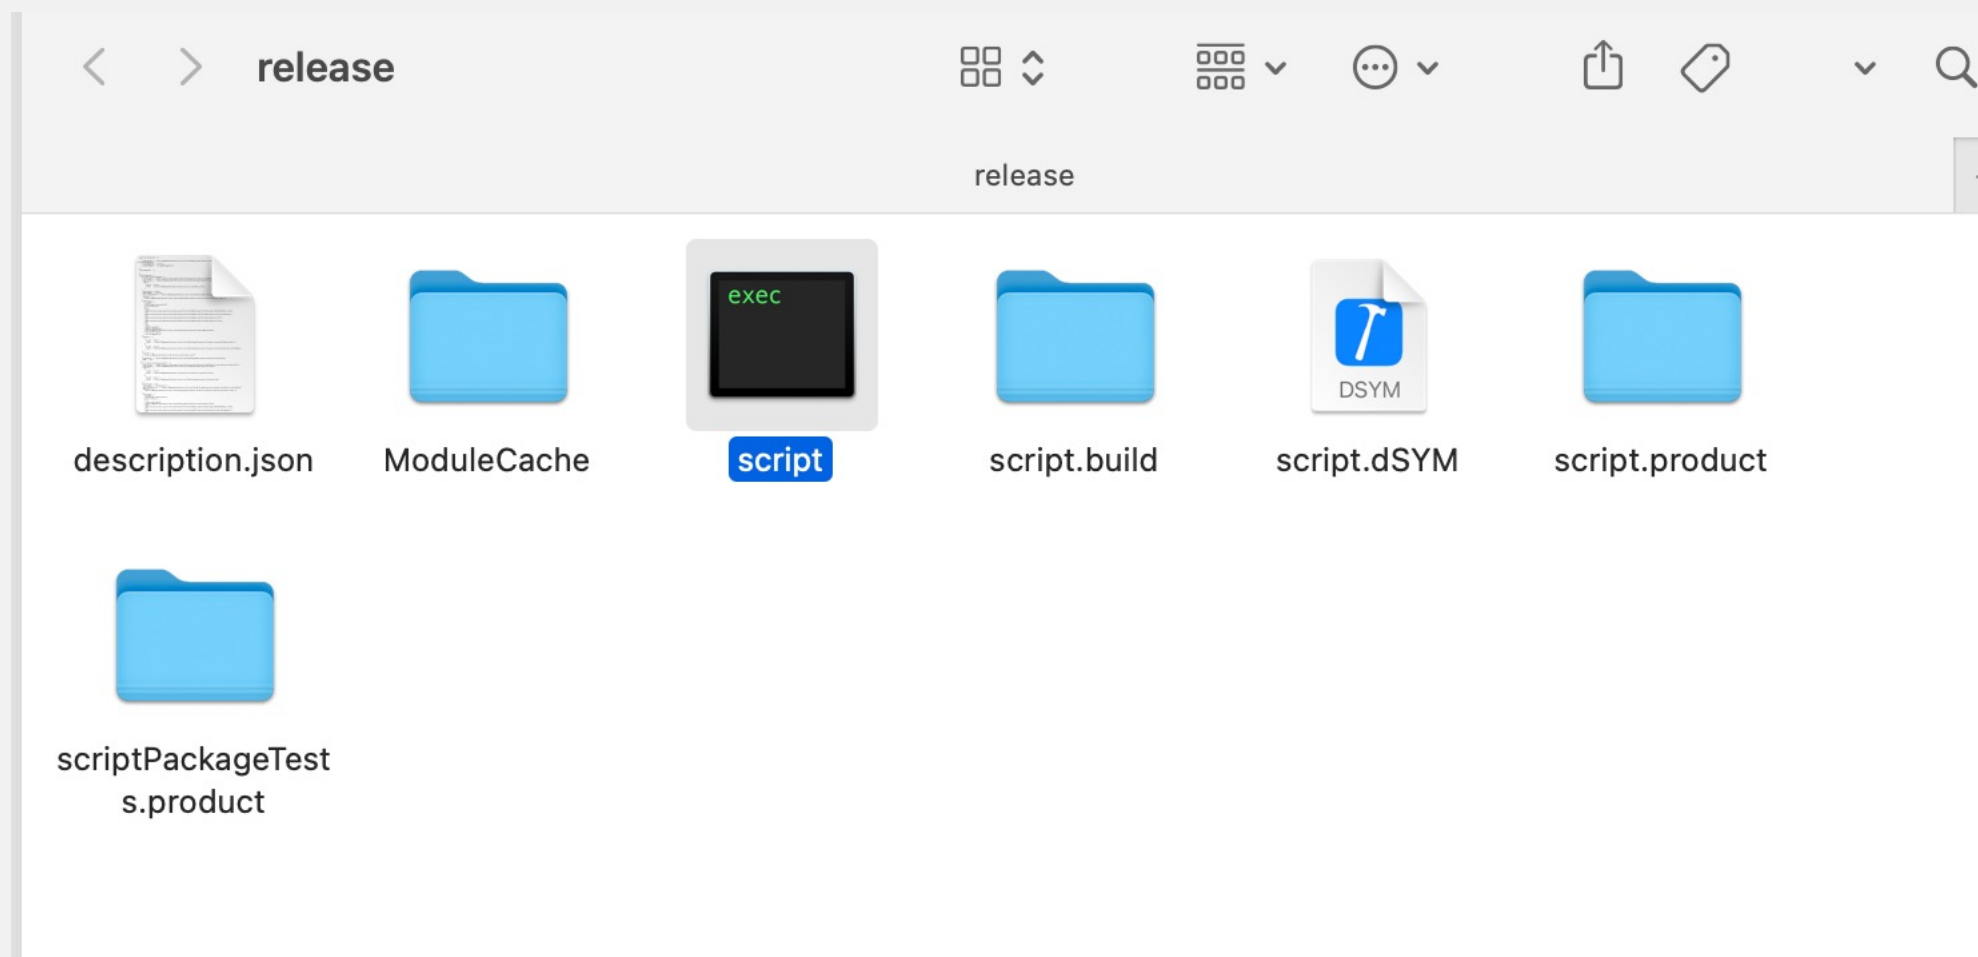 release
release
exec
DSYM
description.json
ModuleCache
script
script.build
script.dSYM
script.product
scriptPackageTest
s.product